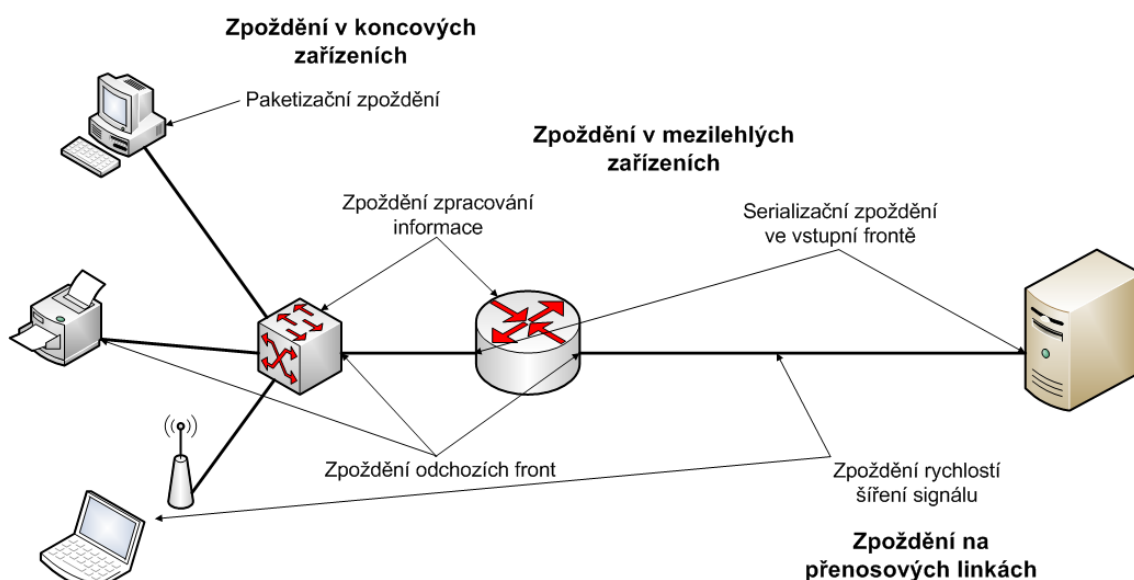 Zpoždění v koncových
zařízeních
Paketizační zpoždění
Zpoždění v mezilehlých
zařízeních
Zpoždění zpracování
informace
Serializační zpoždění
ve vstupní frontě
Zpoždění odchozích front
Zpoždění rychlostí
šíření signálu
Zpoždění na
přenosových linkách